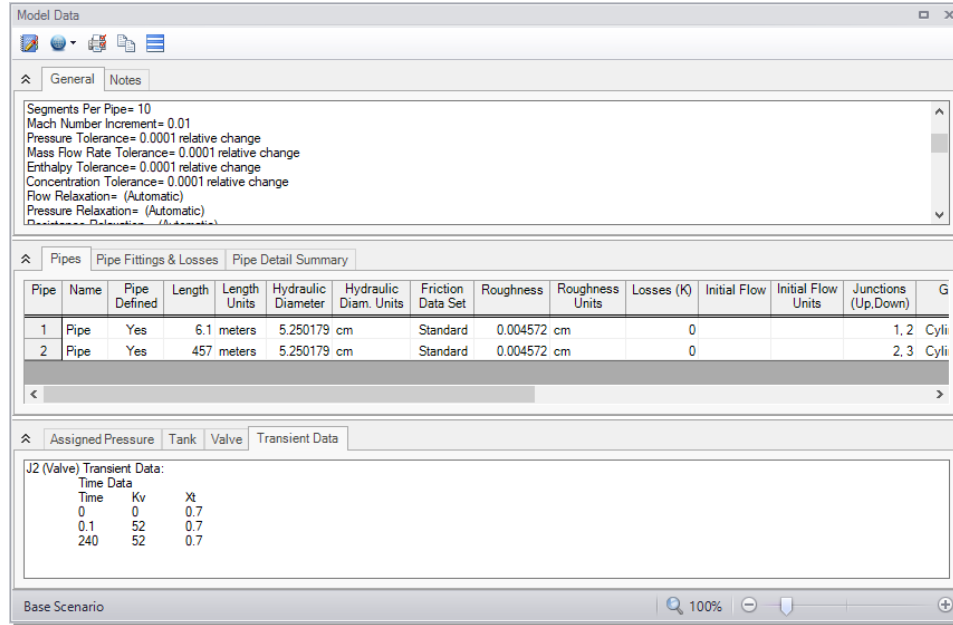 Model Data
General Notes
Segments Per Pipe= 10
Mach Number Increment= 0.01
Pressure Tolerance= 0.0001 relative change
Mass Flow Rate Tolerance= 0.0001 relative change
Enthalpy Tolerance= 0.0001 relative change
Concentration Tolerance= 0.0001 relative change
Flow Relaxation= (Automatic)
Pressure Relaxation= (Automatic)
Resistance Relaxation= (Automatic)
Pipes Pipe Fittings & Losses Pipe Detail Summary
Pipe Name Pipe Defined Length Length Units Hydraulic Diameter Hydraulic Diam. Units Friction Data Set Roughness Roughness Units Losses (K) Initial Flow Initial Flow Units Junctions (Up,Down) G
1 Pipe Yes 6.1 meters 5.250179 cm Standard 0.004572 cm 0 1, 2 Cyli
2 Pipe Yes 457 meters 5.250179 cm Standard 0.004572 cm 0 2, 3 Cyli
Assigned Pressure Tank Valve Transient Data
J2 (Valve) Transient Data:
Time Data
Time Kv Xt
0 0 0.7
0.1 52 0.7
240 52 0.7
Base Scenario 100%